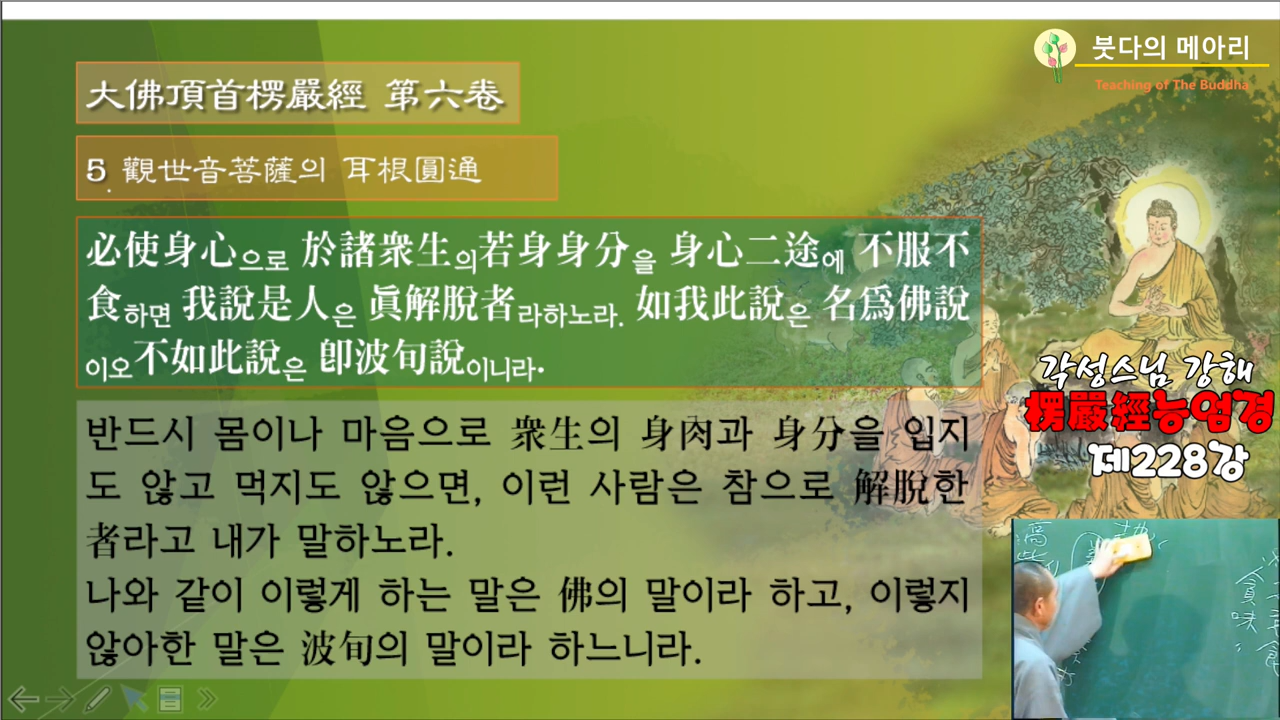 大佛頂首楞嚴經 第六卷
5. 觀世音菩薩의 耳根圓通
必使身心으로 於諸衆生의若身身分을 身心二途에 不服不
食하면 我說是人은 眞解脫者라하노라. 如我此說은 名爲佛說
이오不如此說은 卽波旬說이니라.
반드시 몸이나 마음으로 衆生의 身肉과 身分을 입지
도 않고 먹지도 않으면, 이런 사람은 참으로 解脫한
者라고 내가 말하노라.
나와 같이 이렇게 하는 말은 佛의 말이라 하고, 이렇지
않아한 말은 波旬의 말이라 하느니라.
붓다의 메아리
Teaching of The Buddha
각성스님 강해
楞嚴經능엄경
제228강
貪味